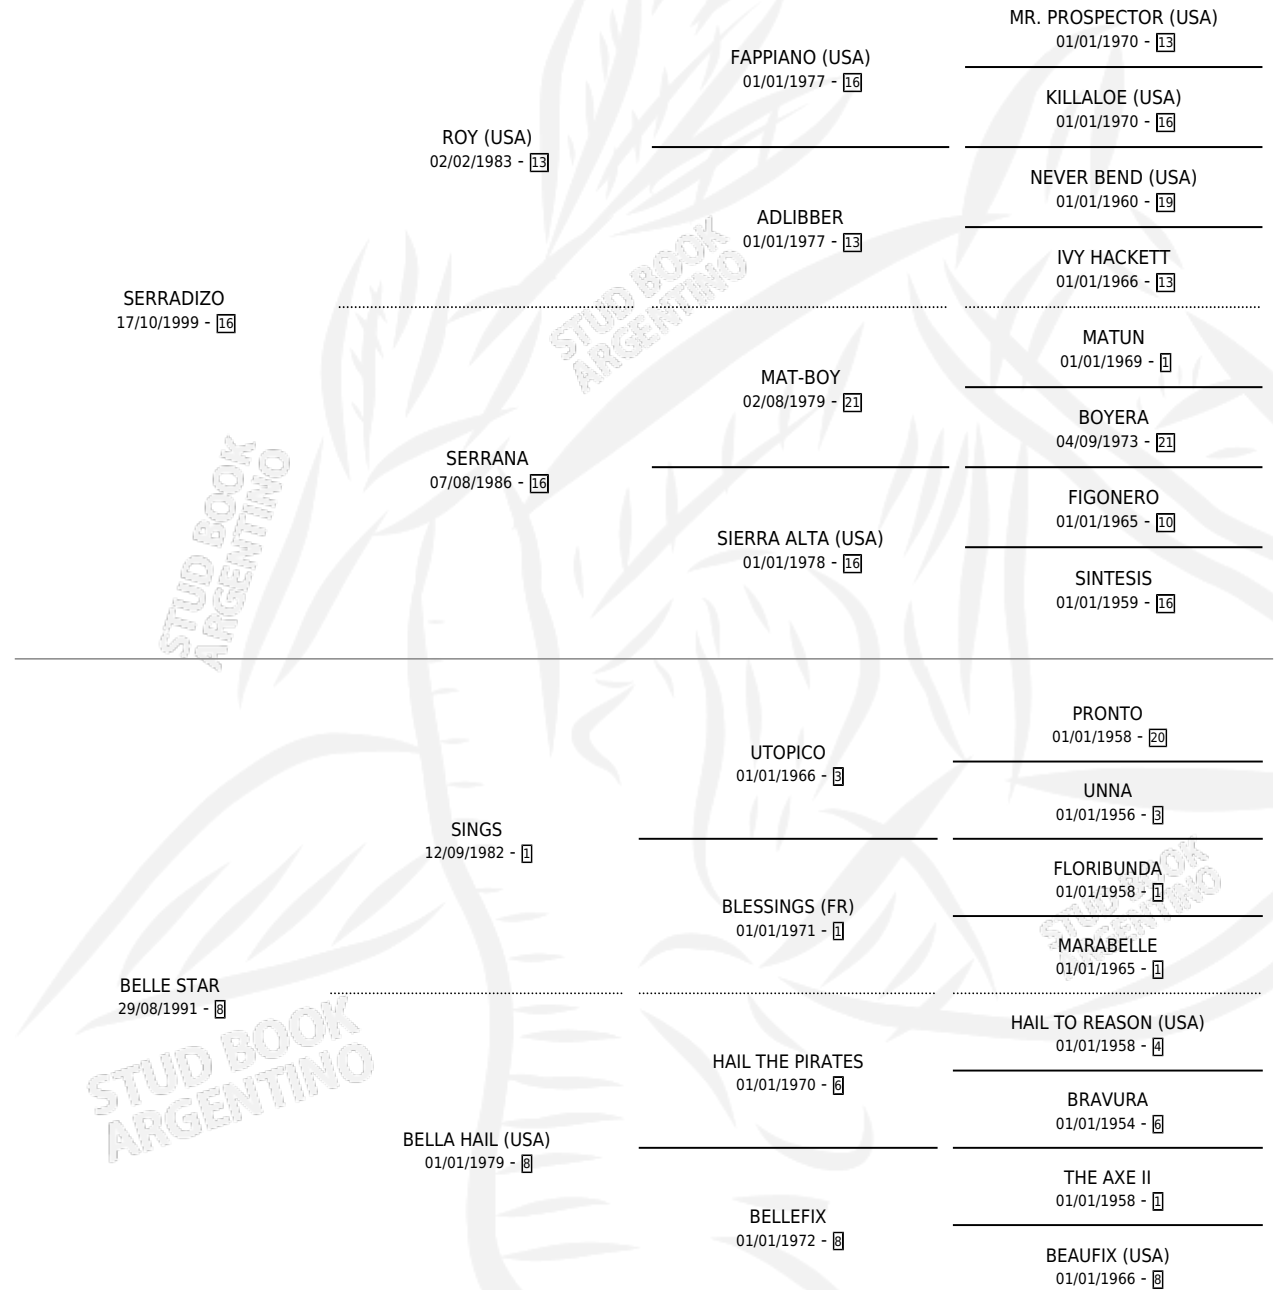 MR. PROSPECTOR (USA)
01/01/1970 - 13
FAPPIANO (USA)
01/01/1977 - 16
KILLALOE (USA)
01/01/1970 - 16
ROY (USA)
02/02/1983 - 13
NEVER BEND (USA)
01/01/1960 - 19
ADLIBBER
01/01/1977 - 13
IVY HACKETT
01/01/1966 - 13
SERRADIZO
17/10/1999 - 16
MATUN
01/01/1969 - 1
MAT-BOY
02/08/1979 - 21
BOYERA
04/09/1973 - 21
SERRANA
07/08/1986 - 16
FIGONERO
01/01/1965 - 10
SIERRA ALTA (USA)
01/01/1978 - 16
SINTESIS
01/01/1959 - 16
STUD BOOK
ARGENTINO
STUD BOOK
ARGENTINO
PRONTO
01/01/1958 - 20
UTOPICO
01/01/1966 - 3
UNNA
01/01/1956 - 3
SINGS
12/09/1982 - 1
FLORIBUNDA
01/01/1958 - 1
BLESSINGS (FR)
01/01/1971 - 1
MARABELLE
01/01/1965 - 1
STUD BOOK
ARGENTINO
BELLE STAR
29/08/1991 - 8
HAIL TO REASON (USA)
01/01/1958 - 4
HAIL THE PIRATES
01/01/1970 - 6
BRAVURA
01/01/1954 - 6
BELLA HAIL (USA)
01/01/1979 - 8
THE AXE II
01/01/1958 - 1
BELLEFIX
01/01/1972 - 8
BEAUFIX (USA)
01/01/1966 - 8
STUD BOOK
ARGENTINO